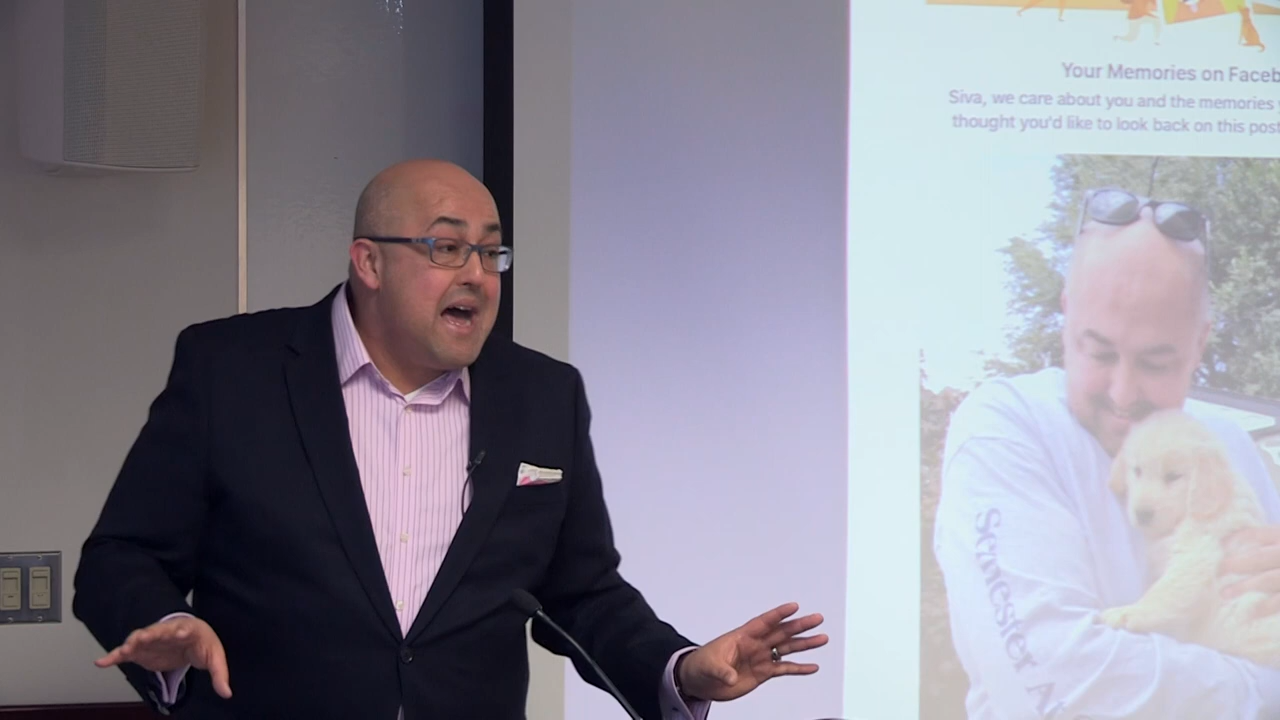 Your Memories on Faceb
Siva, we care about you and the memories y
thought you'd like to look back on this post
Semester A